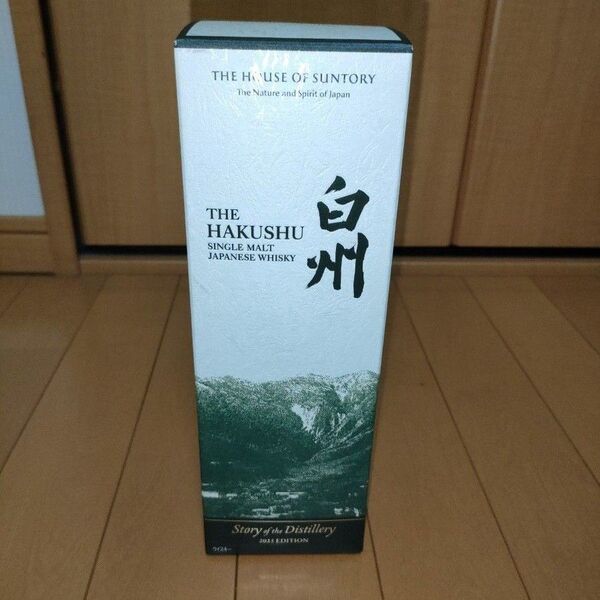 THE HOUSE OF SUNTORY
The Nature and Spirit of Japan
白州
THE
HAKUSHU
SINGLE MALT
JAPANESE WHISKY
Story of the Distillery
2023 EDITION
ウイスキー